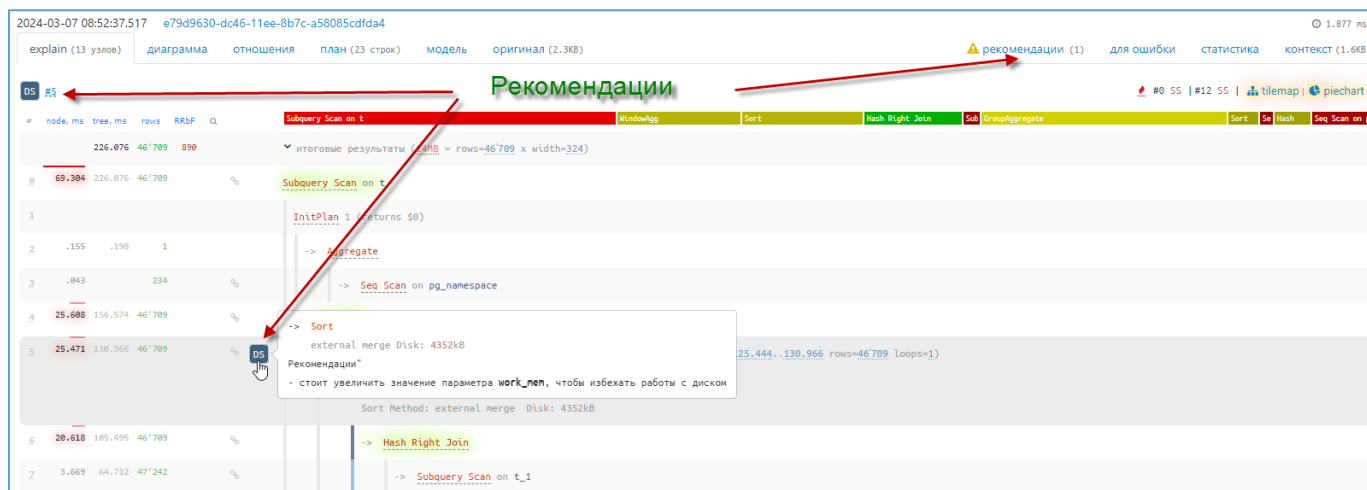 2024-03-07 08:52:37.517 e79d9630-dc46-11ee-8b7c-a58085cdfda4 1.877 ms
explain (13 узлов) диаграмма отношения план (23 строк) модель оригинал (2.3KB) рекомендации (1) для ошибки статистика контекст (1.6KB
Рекомендации
DS #5 #0 SS | #12 SS | tilemap | piechart
# node, ms tree, ms rows RRbF Subquery Scan on t WindowAgg Sort Hash Right Join Sub GroupAggregate Sort Se Hash Seq Scan on
226.076 46'709 890 итоговые результаты (14MB = rows=46'709 x width=324)
0 69.304 226.076 46'709 Subquery Scan on t
1 InitPlan 1 (returns $0)
2 .155 .198 1 -> Aggregate
3 .043 234 -> Seq Scan on pg_namespace
4 25.608 156.574 46'709
-> Sort
external merge Disk: 4352kB
5 25.471 130.966 46'709 DS 25.444..130.966 rows=46'709 loops=1)
Рекомендации"
- стоит увеличить значение параметра work_mem, чтобы избежать работы с диском
Sort Method: external merge Disk: 4352kB
6 20.618 105.495 46'709 -> Hash Right Join
7 3.669 64.712 47'242 -> Subquery Scan on t_1